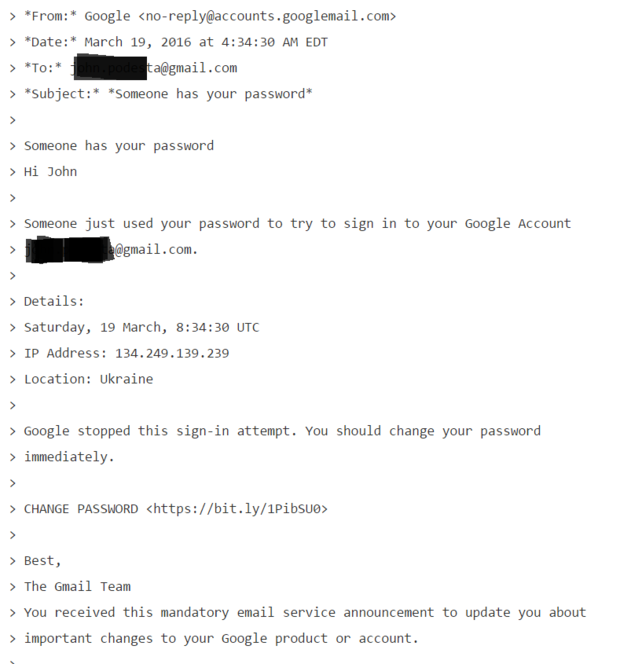 > *From:* Google <no-reply@accounts.googlemail.com>
> *Date:* March 19, 2016 at 4:34:30 AM EDT
> *To:* @gmail.com
> *Subject:* *Someone has your password*
>
> Someone has your password
> Hi John
>
> Someone just used your password to try to sign in to your Google Account
> @gmail.com.
>
> Details:
> Saturday, 19 March, 8:34:30 UTC
> IP Address: 134.249.139.239
> Location: Ukraine
>
> Google stopped this sign-in attempt. You should change your password
> immediately.
>
> CHANGE PASSWORD <https://bit.ly/1PibSU0>
>
> Best,
> The Gmail Team
> You received this mandatory email service announcement to update you about
> important changes to your Google product or account.
>